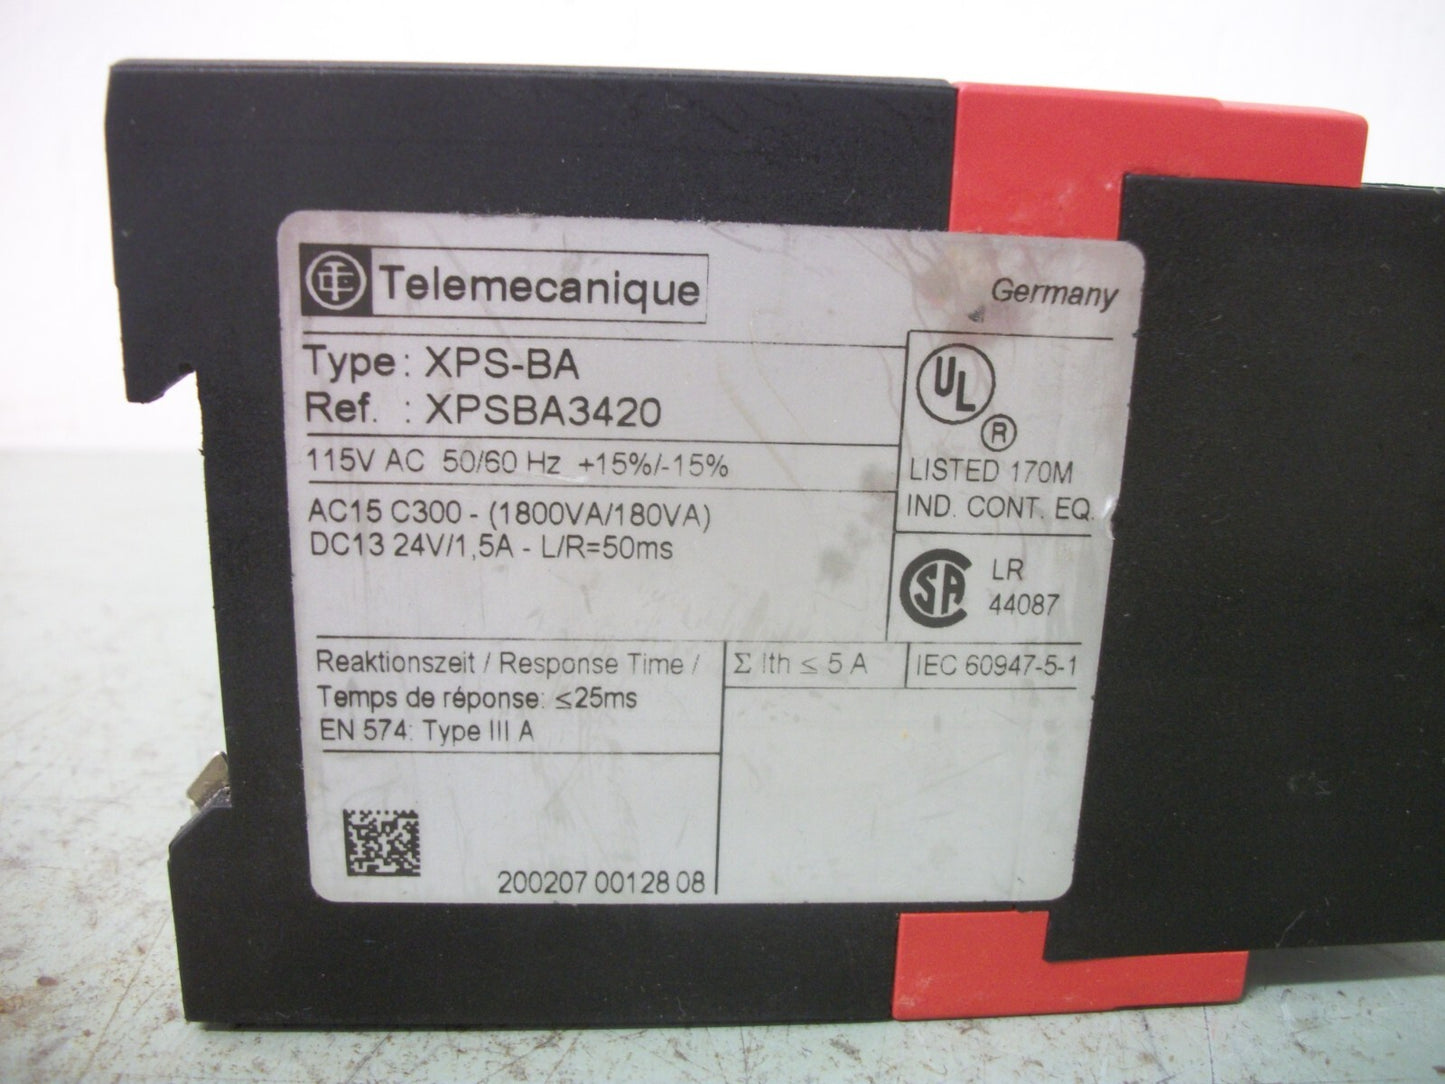 Telemecanique
Germany
Type: XPS-BA
Ref. : XPSBA3420
115V AC 50/60 Hz +15%/-15%
AC15 C300 - (1800VA/180VA)
DC13 24V/1,5A - L/R=50ms
UL
®
LISTED 170M
IND. CONT. EQ.
CSA
LR
44087
Reaktionszeit / Response Time /
Temps de réponse: ≤25ms
EN 574: Type III A
Σ Ith ≤ 5 A
IEC 60947-5-1
200207 00128 08